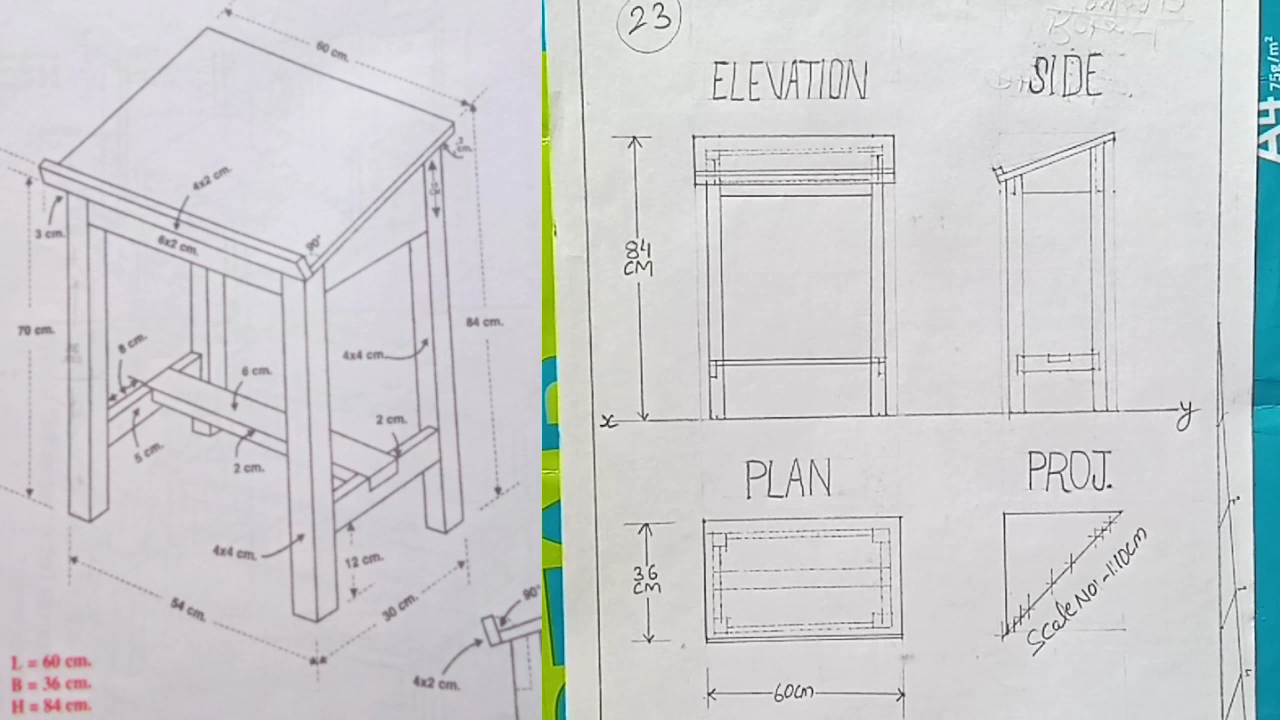 60 cm.
4x2 cm.
3 cm.
6x2 cm.
90°
70 cm.
84 cm.
8 cm.
4x4 cm.
6 cm.
2 cm.
5 cm.
2 cm.
4x4 cm.
12 cm.
54 cm.
30 cm.
90°
4x2 cm.
L = 60 cm.
B = 36 cm.
H = 84 cm.
23
ELEVATION
SIDE
84
CM
x
y
PLAN
PROJ.
36
CM
Scale No:-1:10cm
60cm
A4 75g/m²